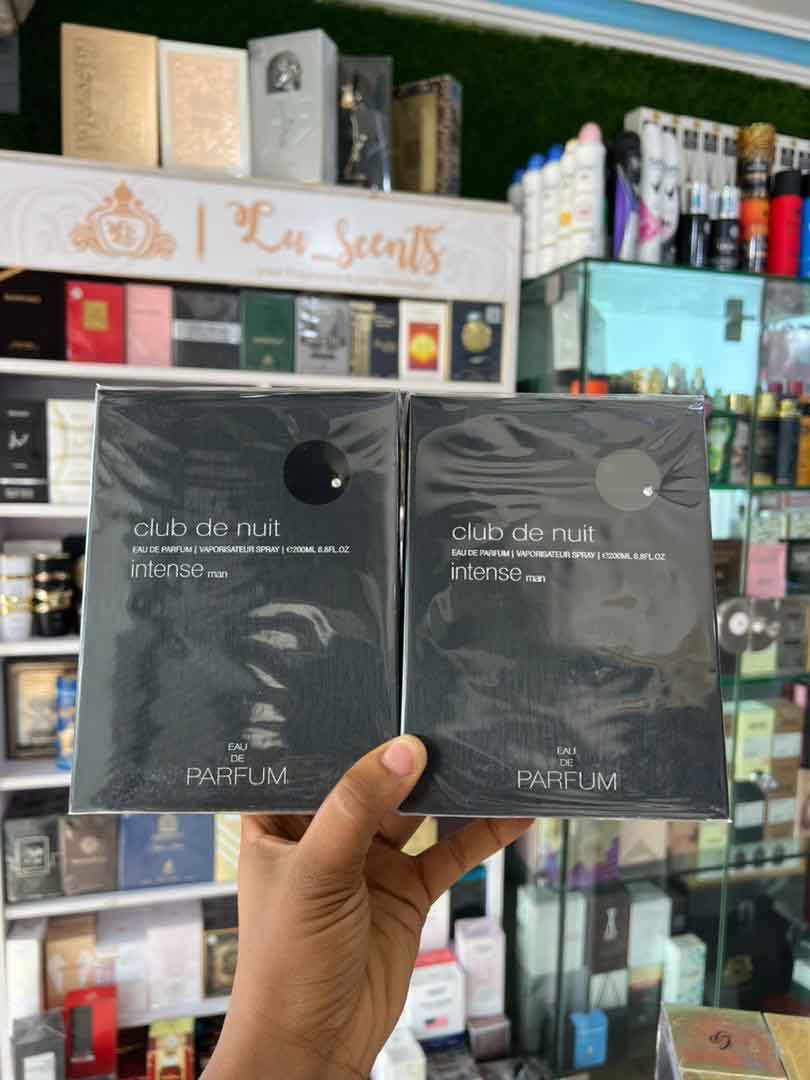 Lu_Scents
club de nuit
EAU DE PARFUM | VAPORISATEUR SPRAY | ℮200ML 6.8FL.OZ
intense man
EAU
DE
PARFUM
club de nuit
EAU DE PARFUM | VAPORISATEUR SPRAY | ℮200ML 6.8FL.OZ
intense man
EAU
DE
PARFUM